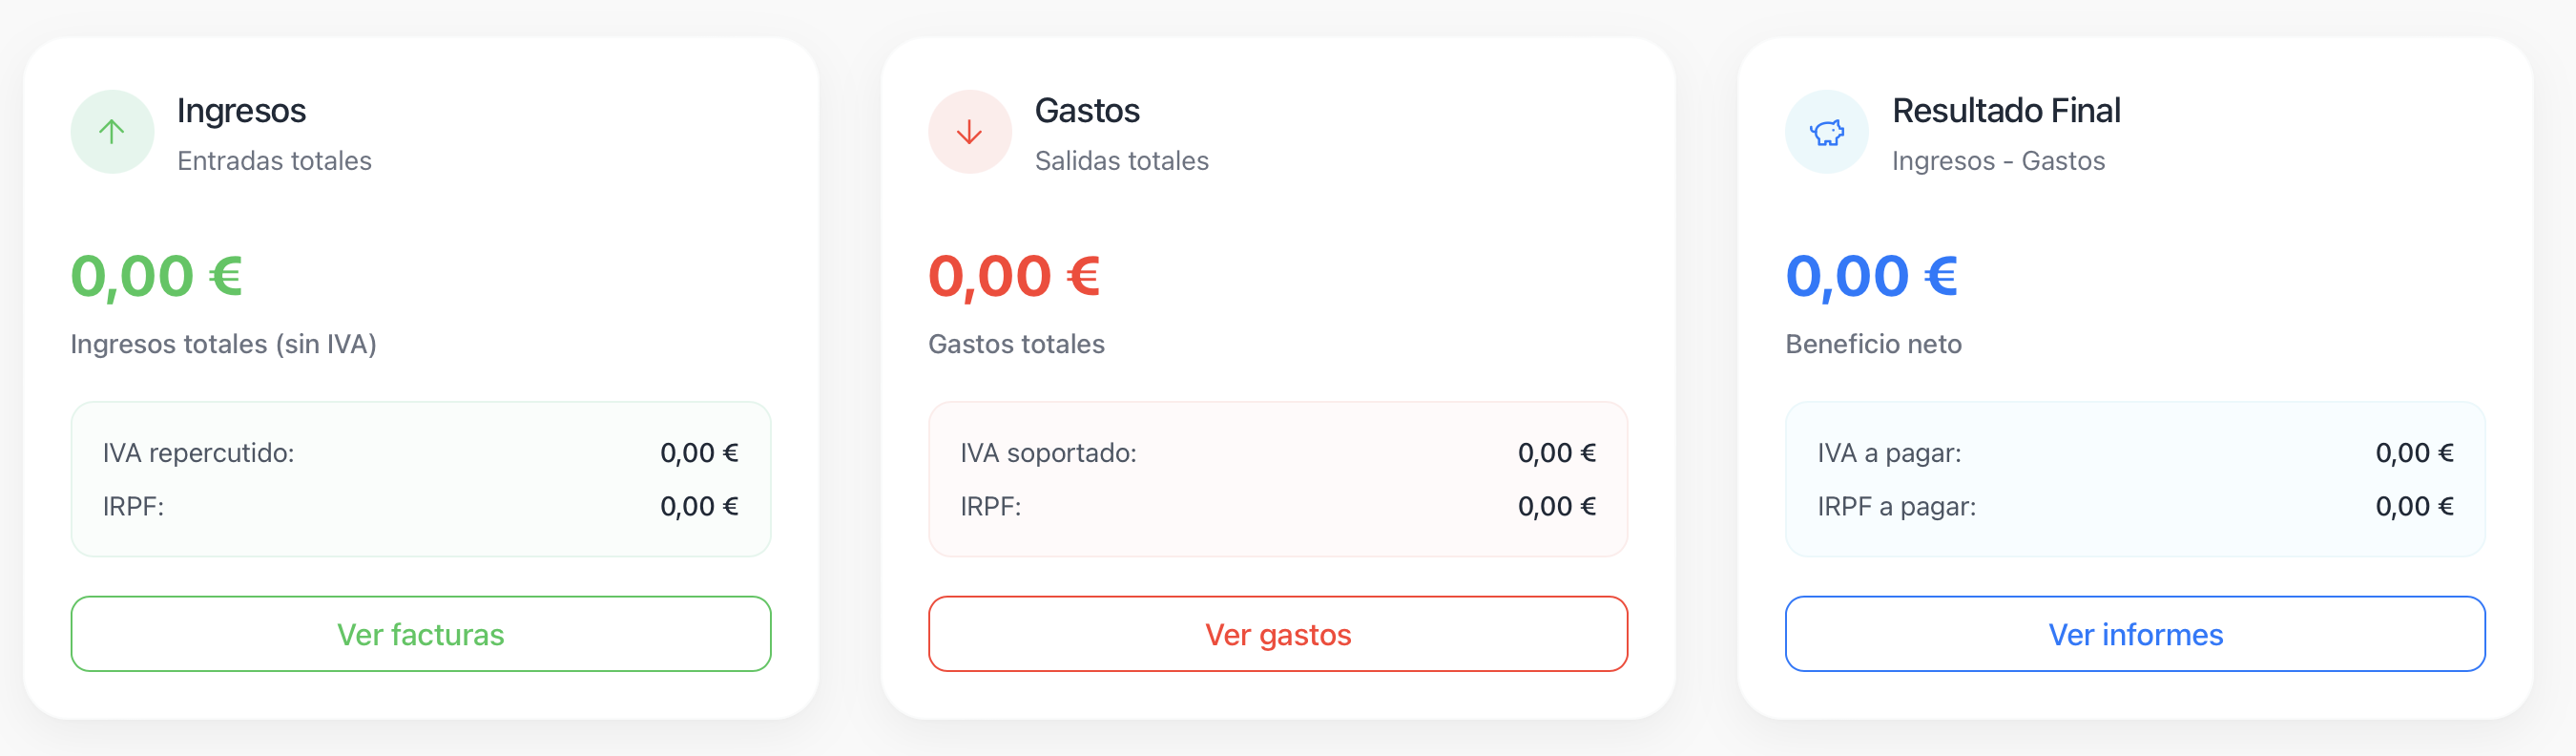 Ingresos
Entradas totales
0,00 €
Ingresos totales (sin IVA)
IVA repercutido: 0,00 €
IRPF: 0,00 €
Ver facturas
Gastos
Salidas totales
0,00 €
Gastos totales
IVA soportado: 0,00 €
IRPF: 0,00 €
Ver gastos
Resultado Final
Ingresos - Gastos
0,00 €
Beneficio neto
IVA a pagar: 0,00 €
IRPF a pagar: 0,00 €
Ver informes